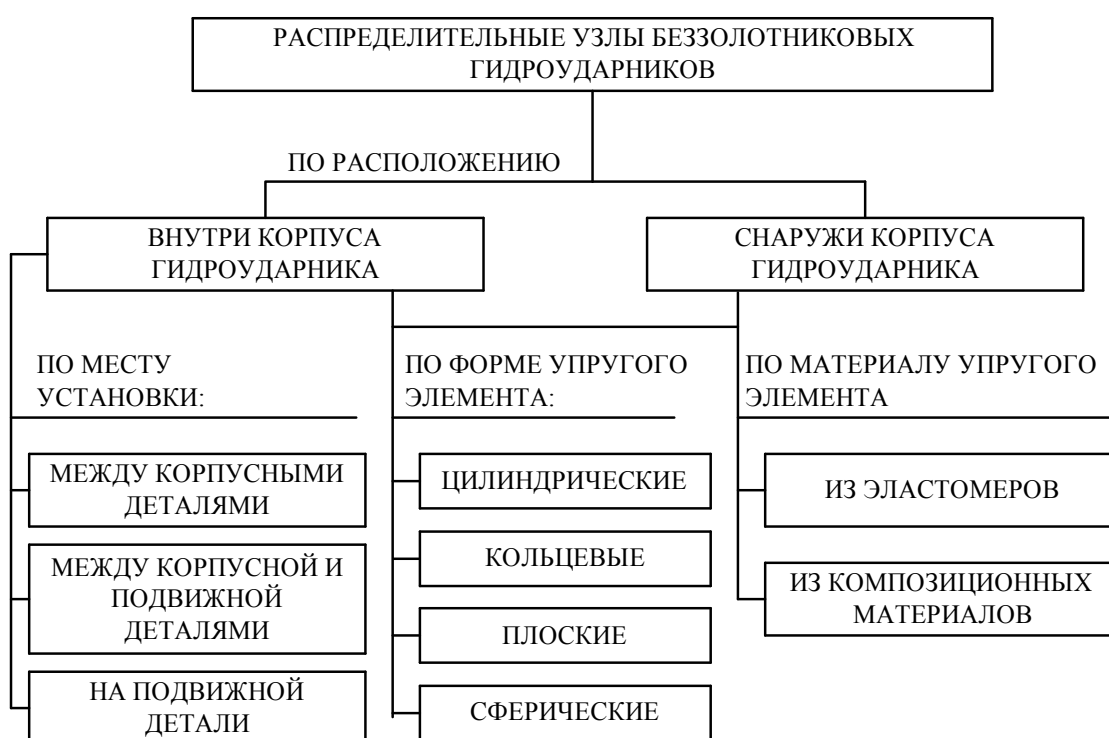 РАСПРЕДЕЛИТЕЛЬНЫЕ УЗЛЫ БЕЗЗОЛОТНИКОВЫХ
ГИДРОУДАРНИКОВ
ПО РАСПОЛОЖЕНИЮ
ВНУТРИ КОРПУСА
ГИДРОУДАРНИКА
СНАРУЖИ КОРПУСА
ГИДРОУДАРНИКА
ПО МЕСТУ
УСТАНОВКИ:
МЕЖДУ КОРПУСНЫМИ
ДЕТАЛЯМИ
МЕЖДУ КОРПУСНОЙ И
ПОДВИЖНОЙ
ДЕТАЛЯМИ
НА ПОДВИЖНОЙ
ДЕТАЛИ
ПО ФОРМЕ УПРУГОГО
ЭЛЕМЕНТА:
ЦИЛИНДРИЧЕСКИЕ
КОЛЬЦЕВЫЕ
ПЛОСКИЕ
СФЕРИЧЕСКИЕ
ПО МАТЕРИАЛУ УПРУГОГО
ЭЛЕМЕНТА
ИЗ ЭЛАСТОМЕРОВ
ИЗ КОМПОЗИЦИОННЫХ
МАТЕРИАЛОВ